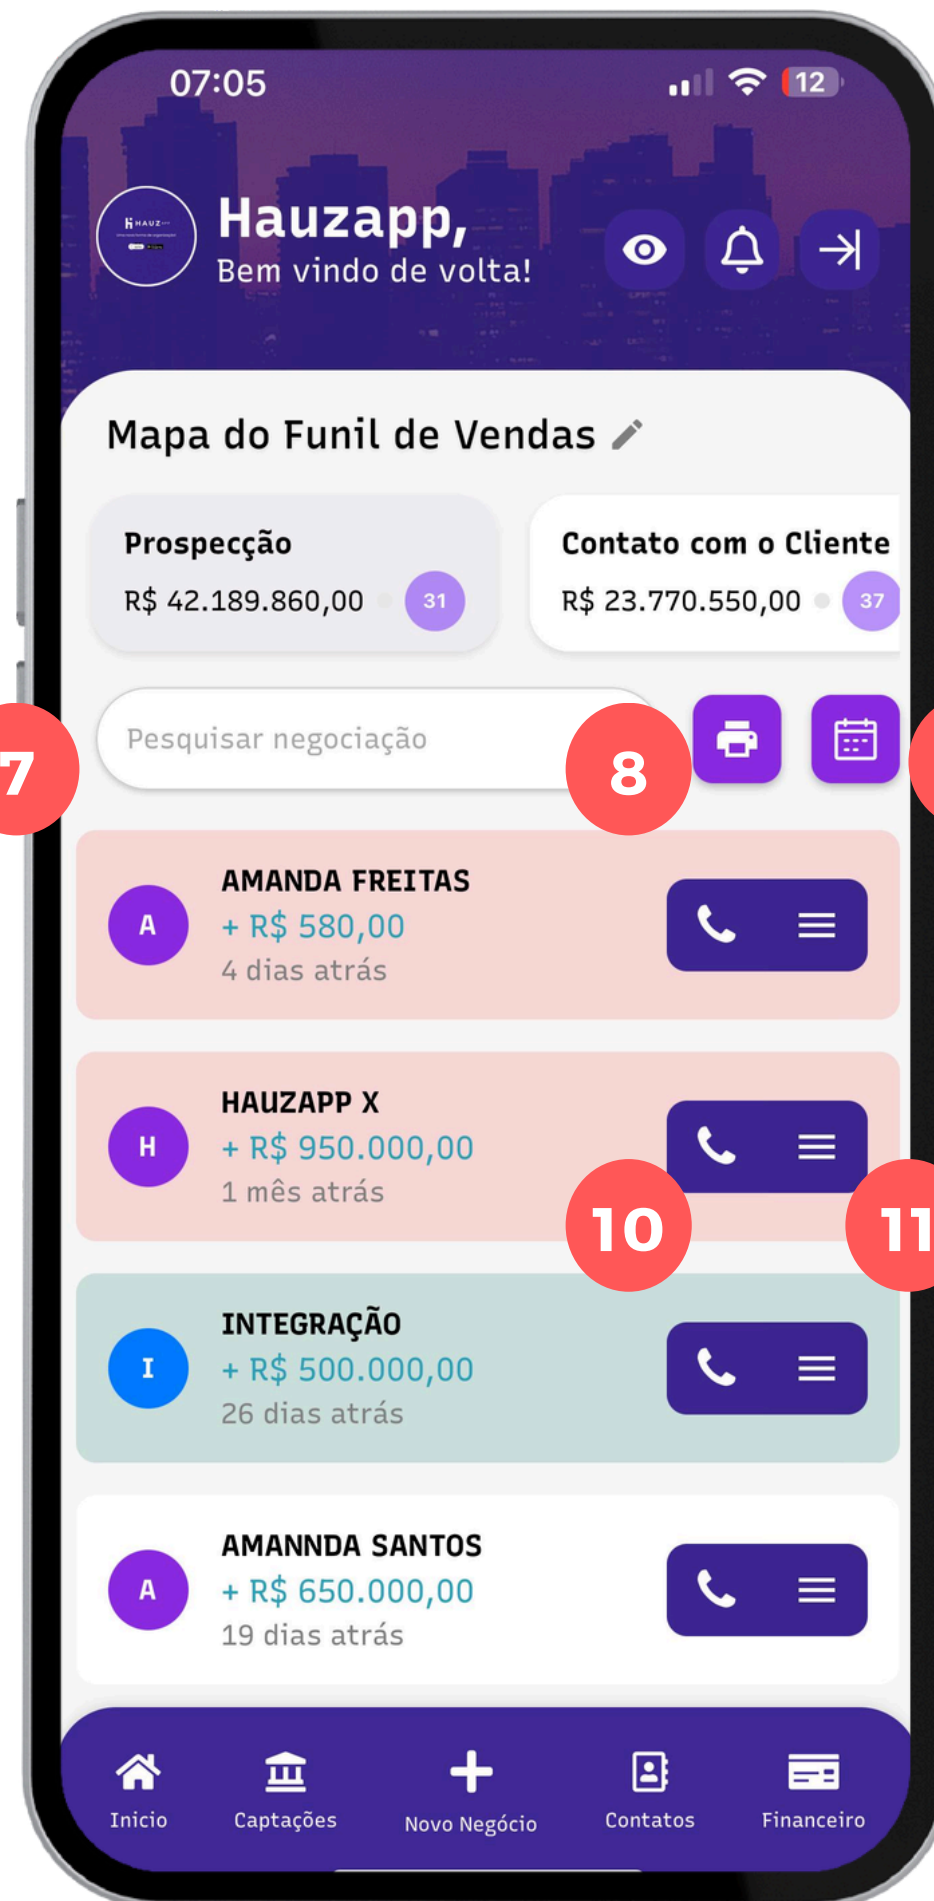 07:05
12
HAUZ
Hauzapp,
Bem vindo de volta!
Mapa do Funil de Vendas
Prospecção
R$ 42.189.860,00
31
Contato com o Cliente
R$ 23.770.550,00
37
7
Pesquisar negociação
8
AMANDA FREITAS
A
+ R$ 580,00
4 dias atrás
HAUZAPP X
H
+ R$ 950.000,00
1 mês atrás
10
11
INTEGRAÇÃO
I
+ R$ 500.000,00
26 dias atrás
AMANNDA SANTOS
A
+ R$ 650.000,00
19 dias atrás
Inicio
Captações
Novo Negócio
Contatos
Financeiro